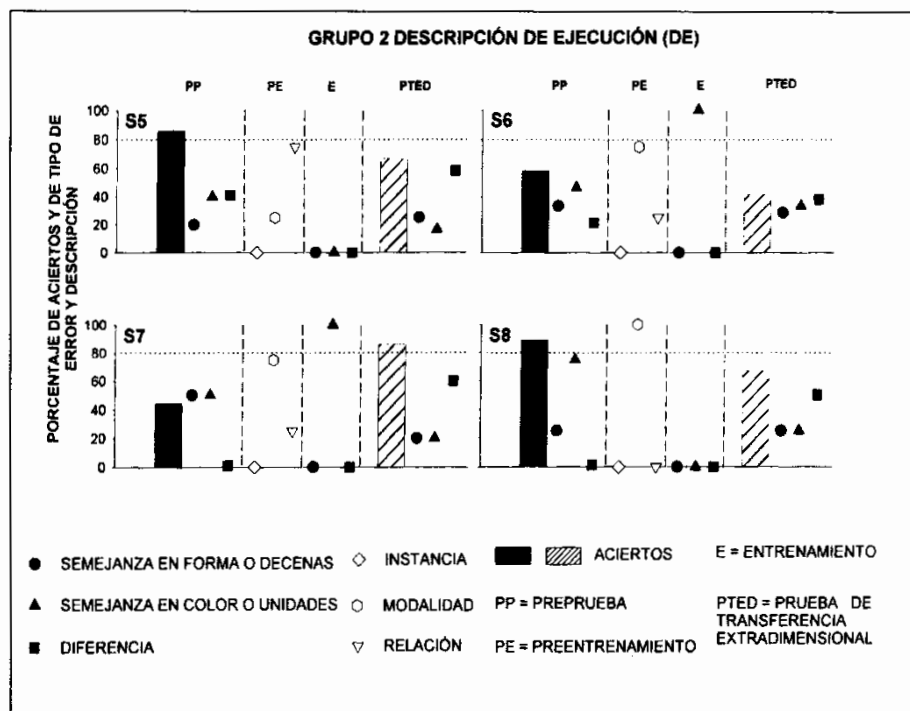 GRUPO 2 DESCRIPCIÓN DE EJECUCIÓN (DE)
PP PE E PTED PP PE E PTED
PORCENTAJE DE ACIERTOS Y DE TIPO DE
ERROR Y DESCRIPCIÓN
100
80
60
40
20
0
S5
S6
100
80
60
40
20
0
S7
S8
SEMEJANZA EN FORMA O DECENAS
INSTANCIA
ACIERTOS
E = ENTRENAMIENTO
SEMEJANZA EN COLOR O UNIDADES
MODALIDAD
PP = PREPRUEBA
PTED = PRUEBA DE
TRANSFERENCIA
EXTRADIMENSIONAL
DIFERENCIA
RELACIÓN
PE = PREENTRENAMIENTO